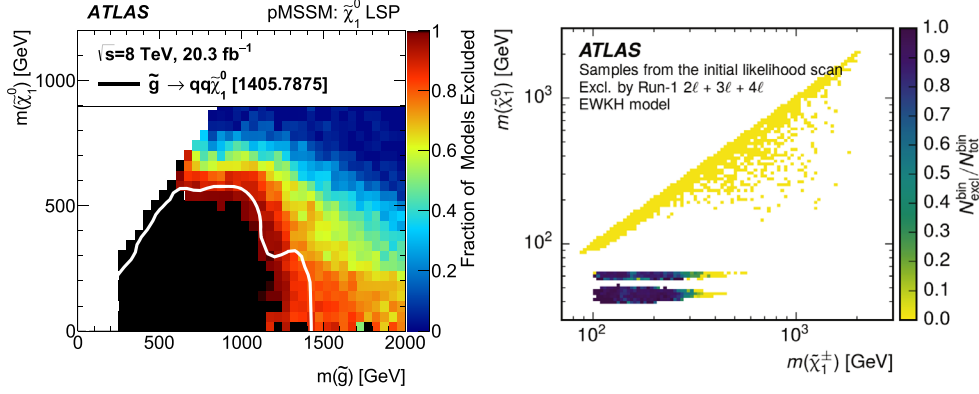 ATLAS
pMSSM: χ̃₁⁰ LSP
√s=8 TeV, 20.3 fb⁻¹
g̃ → qqχ̃₁⁰ [1405.7875]
m(χ̃₁⁰) [GeV]
1000
500
0
0 500 1000 1500 2000
m(g̃) [GeV]
1
0.8
0.6
0.4
0.2
0
Fraction of Models Excluded
ATLAS
Samples from the initial likelihood scan
Excl. by Run-1 2ℓ + 3ℓ + 4ℓ
EWKH model
m(χ̃₁⁰) [GeV]
10³
10²
10² 10³
m(χ̃₁±) [GeV]
1.0
0.9
0.8
0.7
0.6
0.5
0.4
0.3
0.2
0.1
0.0
N_excl^bin/N_tot^bin